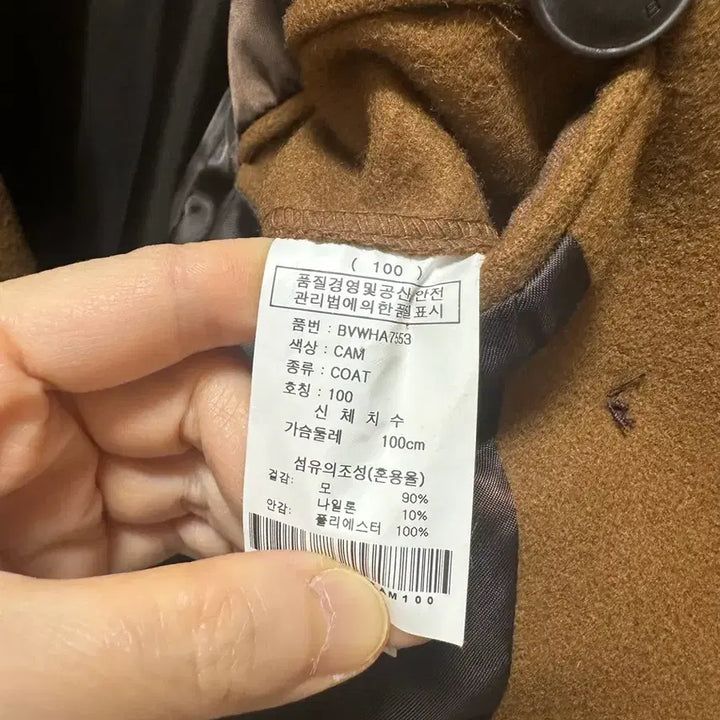 ( 100 )
품질경영및공산안전
관리법에의한품표시
품번 : BVWHA7553
색상 : CAM
종류 : COAT
호칭 : 100
신 체 치 수
가슴둘레 100cm
섬유의조성(혼용율)
겉감: 모 90%
나일론 10%
안감: 폴리에스터 100%
AM100